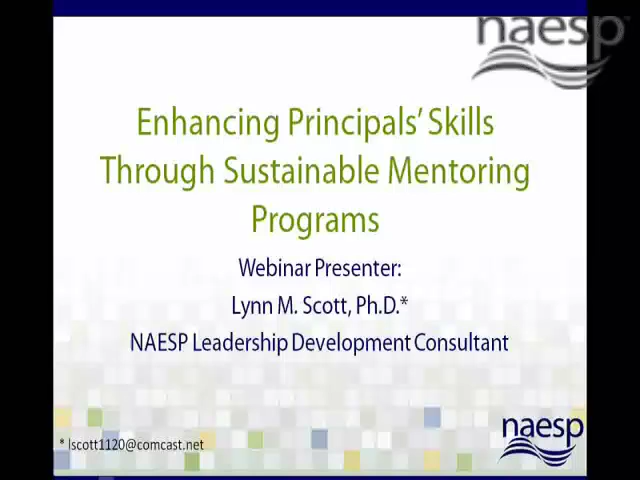 naesp
Enhancing Principals' Skills
Through Sustainable Mentoring
Programs
Webinar Presenter:
Lynn M. Scott, Ph.D.*
NAESP Leadership Development Consultant
* lscott1120@comcast.net
naesp